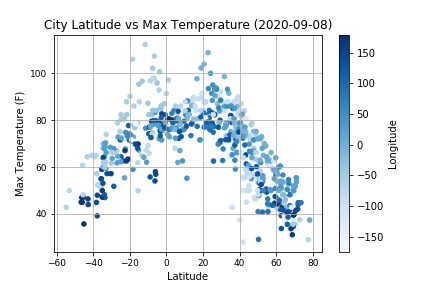 City Latitude vs Max Temperature (2020-09-08)
Max Temperature (F)
100
80
60
40
−60 −40 −20 0 20 40 60 80
Latitude
150
100
50
0
−50
−100
−150
Longitude